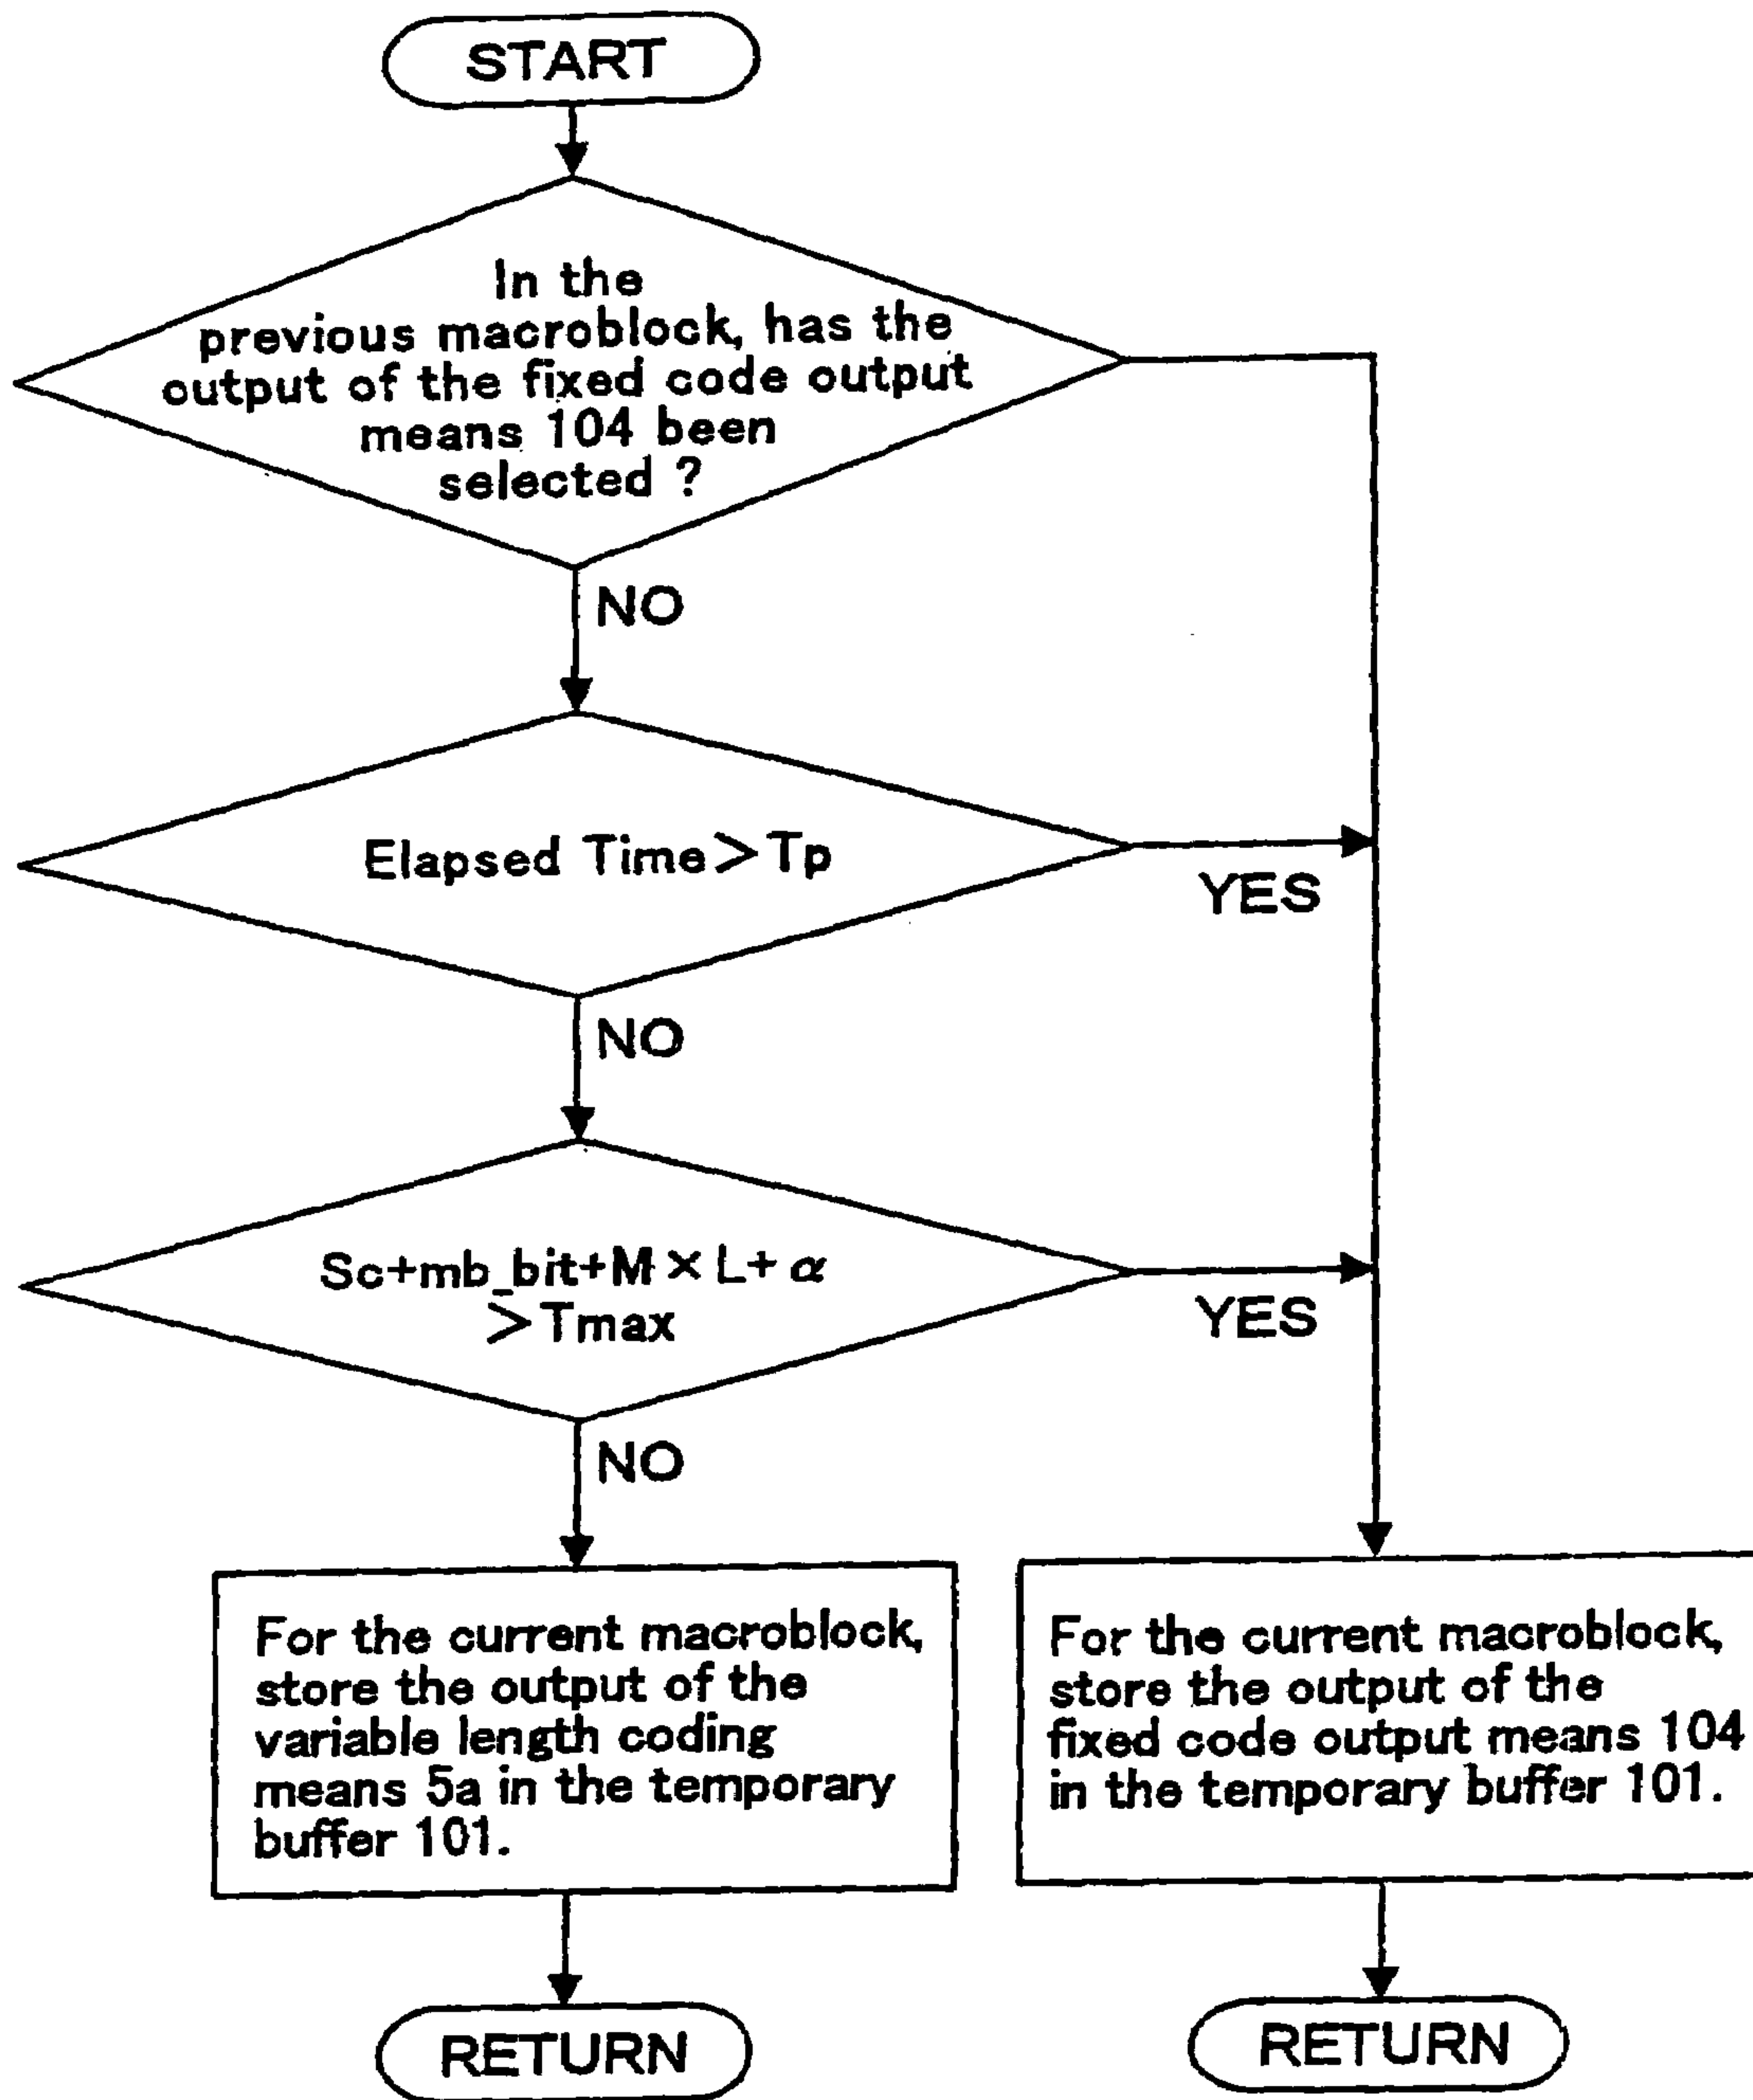 START
In the
previous macroblock, has the
output of the fixed code output
means 104 been
selected ?
NO
Elapsed Time>Tp
YES
NO
Sc+mb_bit+M×L+α
>Tmax
YES
NO
For the current macroblock,
store the output of the
variable length coding
means 5a in the temporary
buffer 101.
For the current macroblock,
store the output of the
fixed code output means 104
in the temporary buffer 101.
RETURN
RETURN